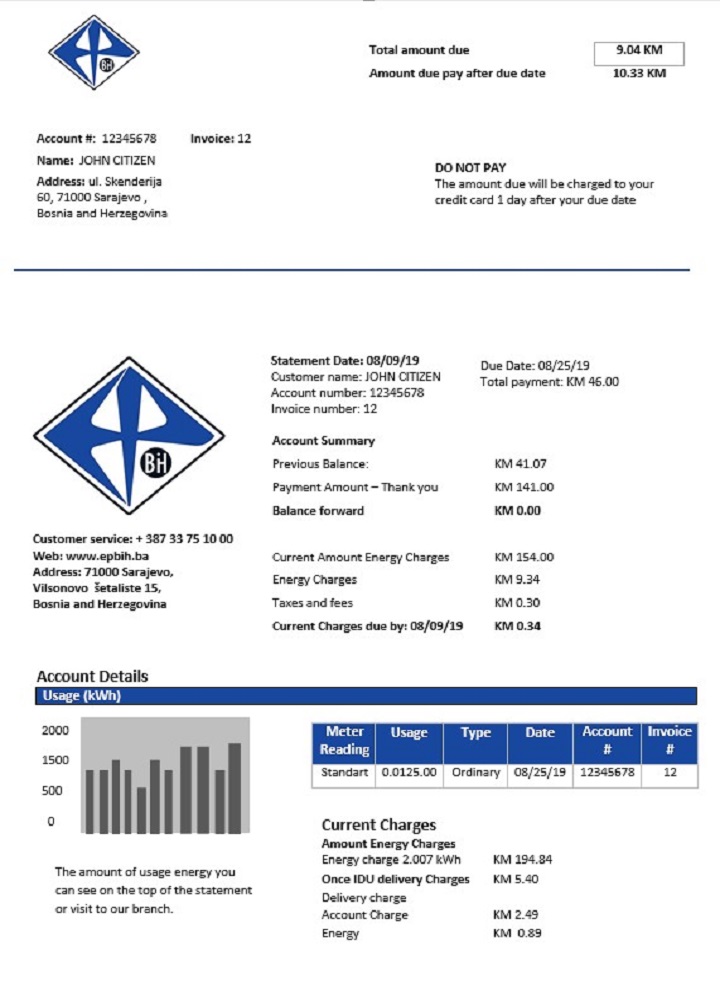 BH
Total amount due 9.04 KM
Amount due pay after due date 10.33 KM
Account #: 12345678 Invoice: 12
Name: JOHN CITIZEN
Address: ul. Skenderija
60, 71000 Sarajevo ,
Bosnia and Herzegovina
DO NOT PAY
The amount due will be charged to your
credit card 1 day after your due date
BH
Customer service: + 387 33 75 10 00
Web: www.epbih.ba
Address: 71000 Sarajevo,
Vilsonovo šetaliste 15,
Bosnia and Herzegovina
Statement Date: 08/09/19
Customer name: JOHN CITIZEN
Account number: 12345678
Invoice number: 12
Due Date: 08/25/19
Total payment: KM 46.00
Account Summary
Previous Balance: KM 41.07
Payment Amount – Thank you KM 141.00
Balance forward KM 0.00
Current Amount Energy Charges KM 154.00
Energy Charges KM 9.34
Taxes and fees KM 0.30
Current Charges due by: 08/09/19 KM 0.34
Account Details
Usage (kWh)
2000
1500
500
0
The amount of usage energy you
can see on the top of the statement
or visit to our branch.
Meter Reading Usage Type Date Account # Invoice #
Standart 0.0125.00 Ordinary 08/25/19 12345678 12
Current Charges
Amount Energy Charges
Energy charge 2.007 kWh KM 194.84
Once IDU delivery Charges KM 5.40
Delivery charge
Account Charge KM 2.49
Energy KM 0.89